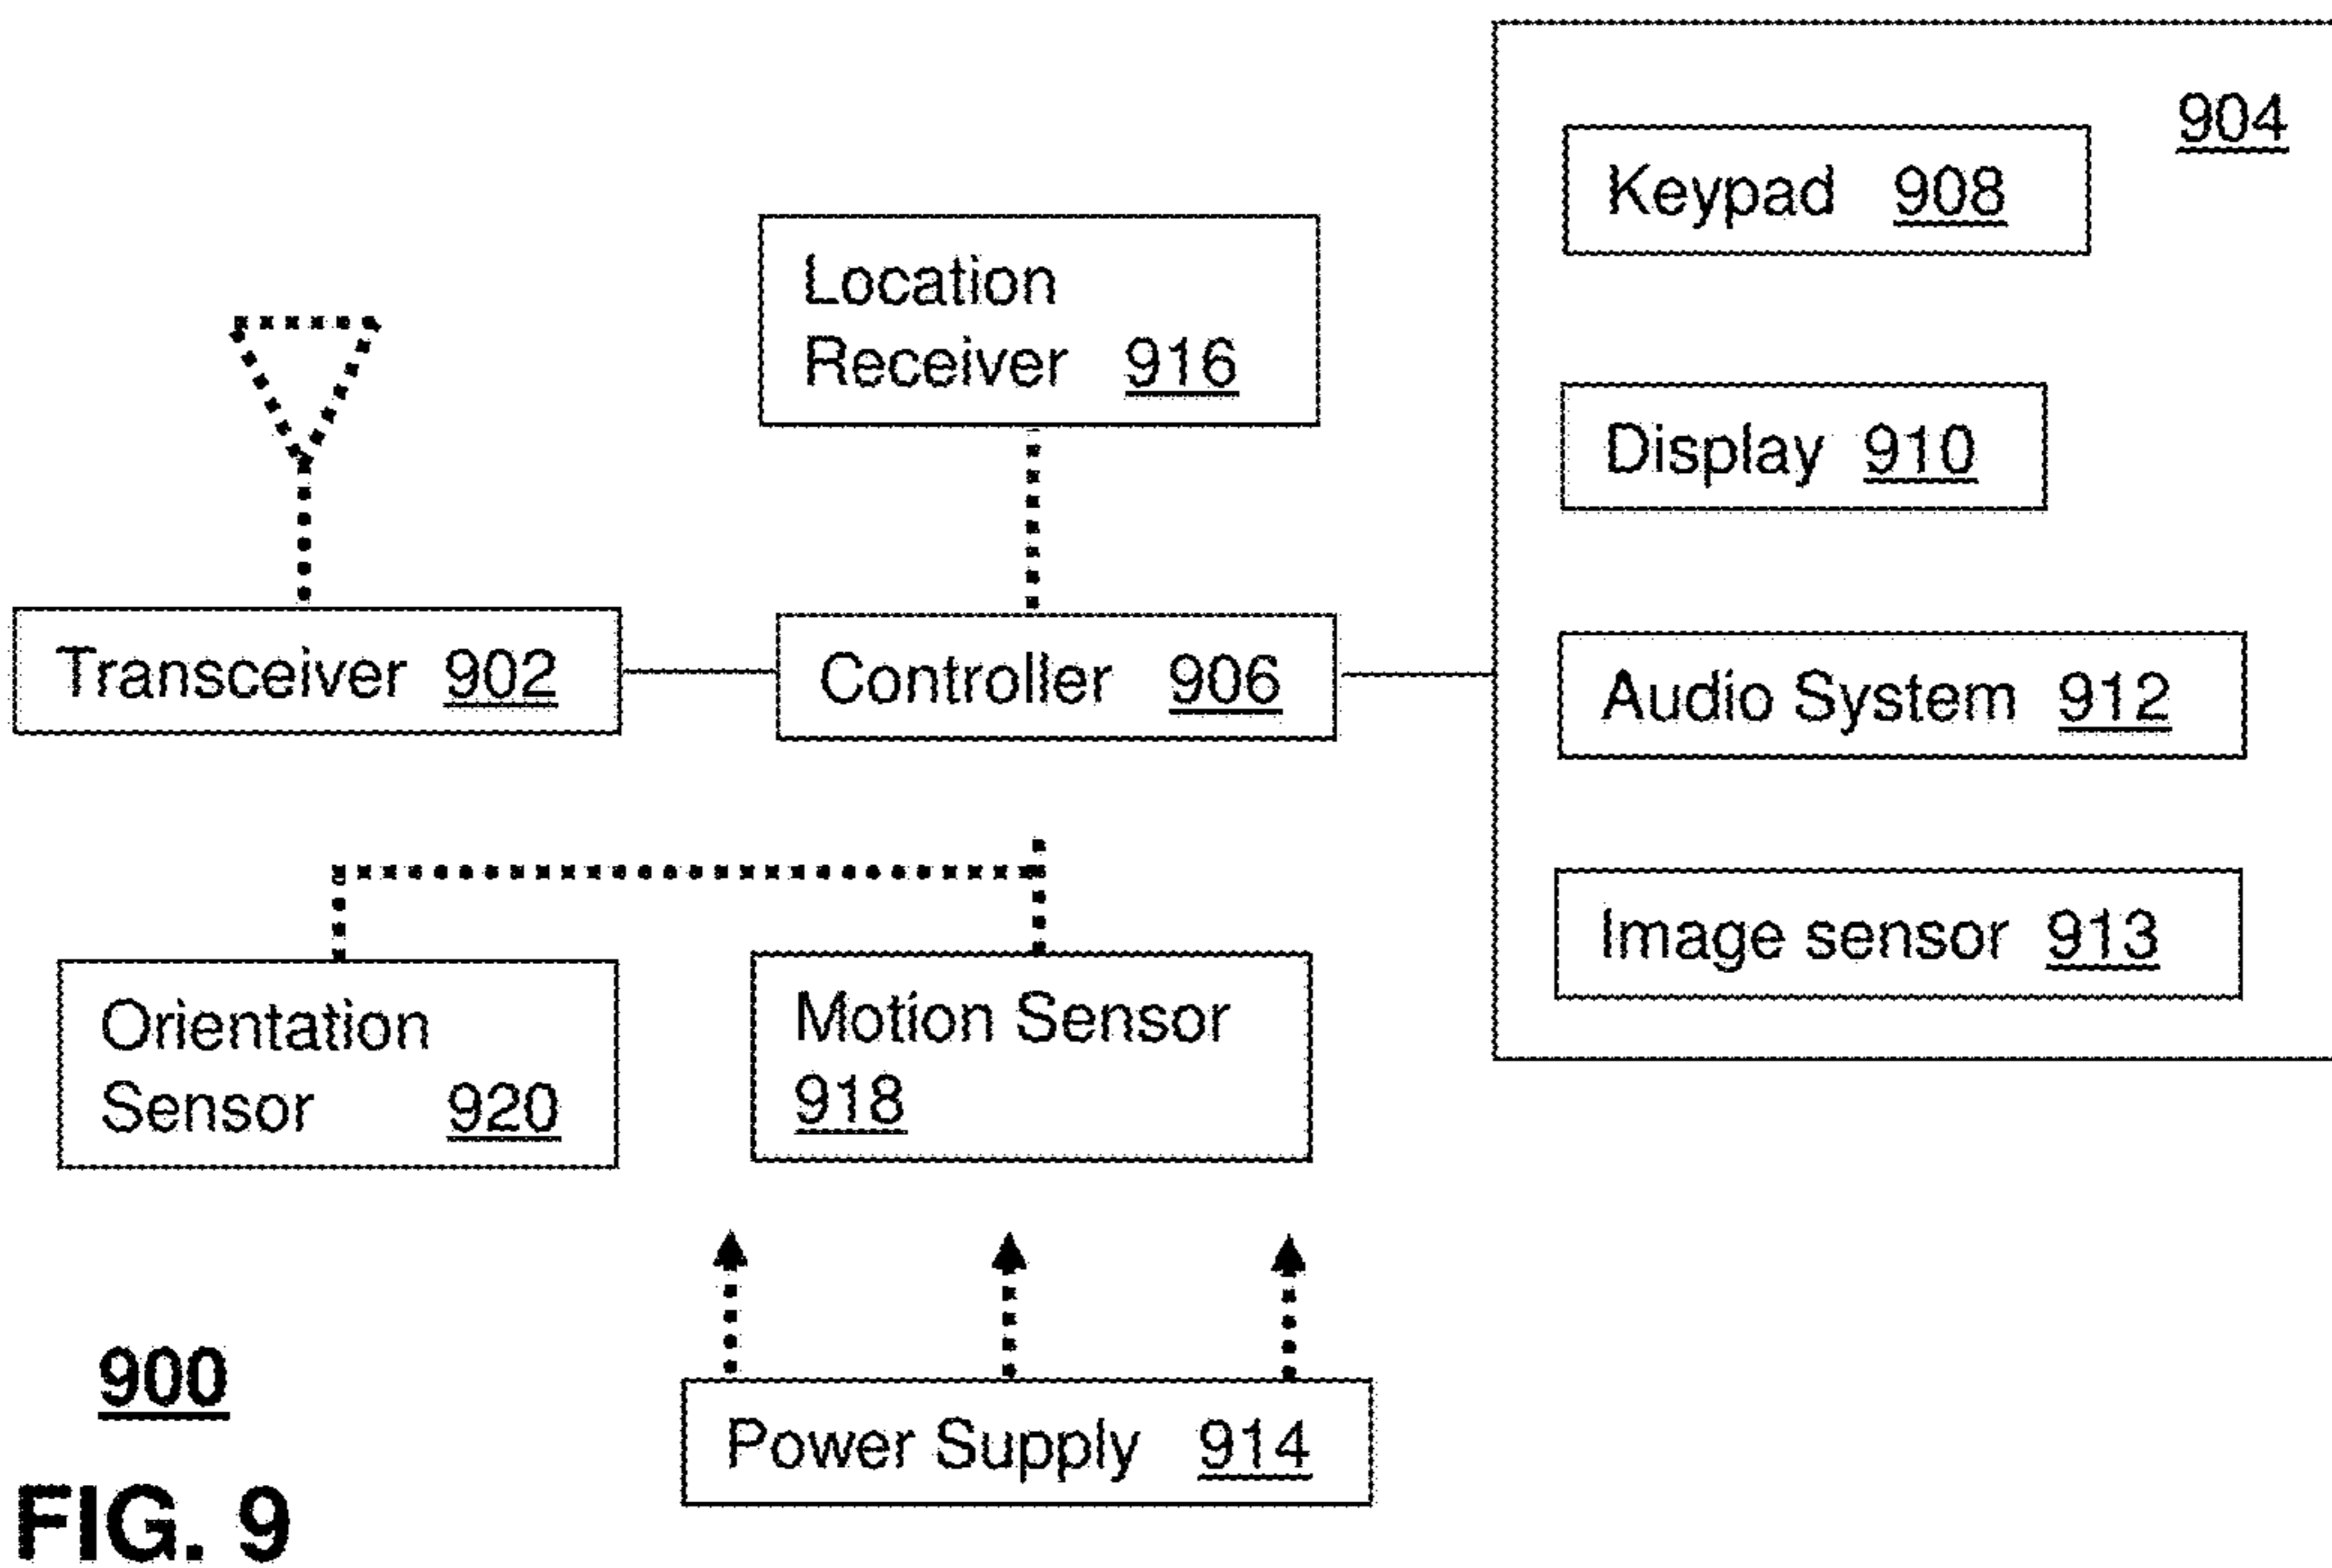 904
Keypad 908
Location
Receiver 916
Display 910
Transceiver 902
Controller 906
Audio System 912
Image sensor 913
Orientation
Sensor 920
Motion Sensor
918
900
Power Supply 914
FIG. 9